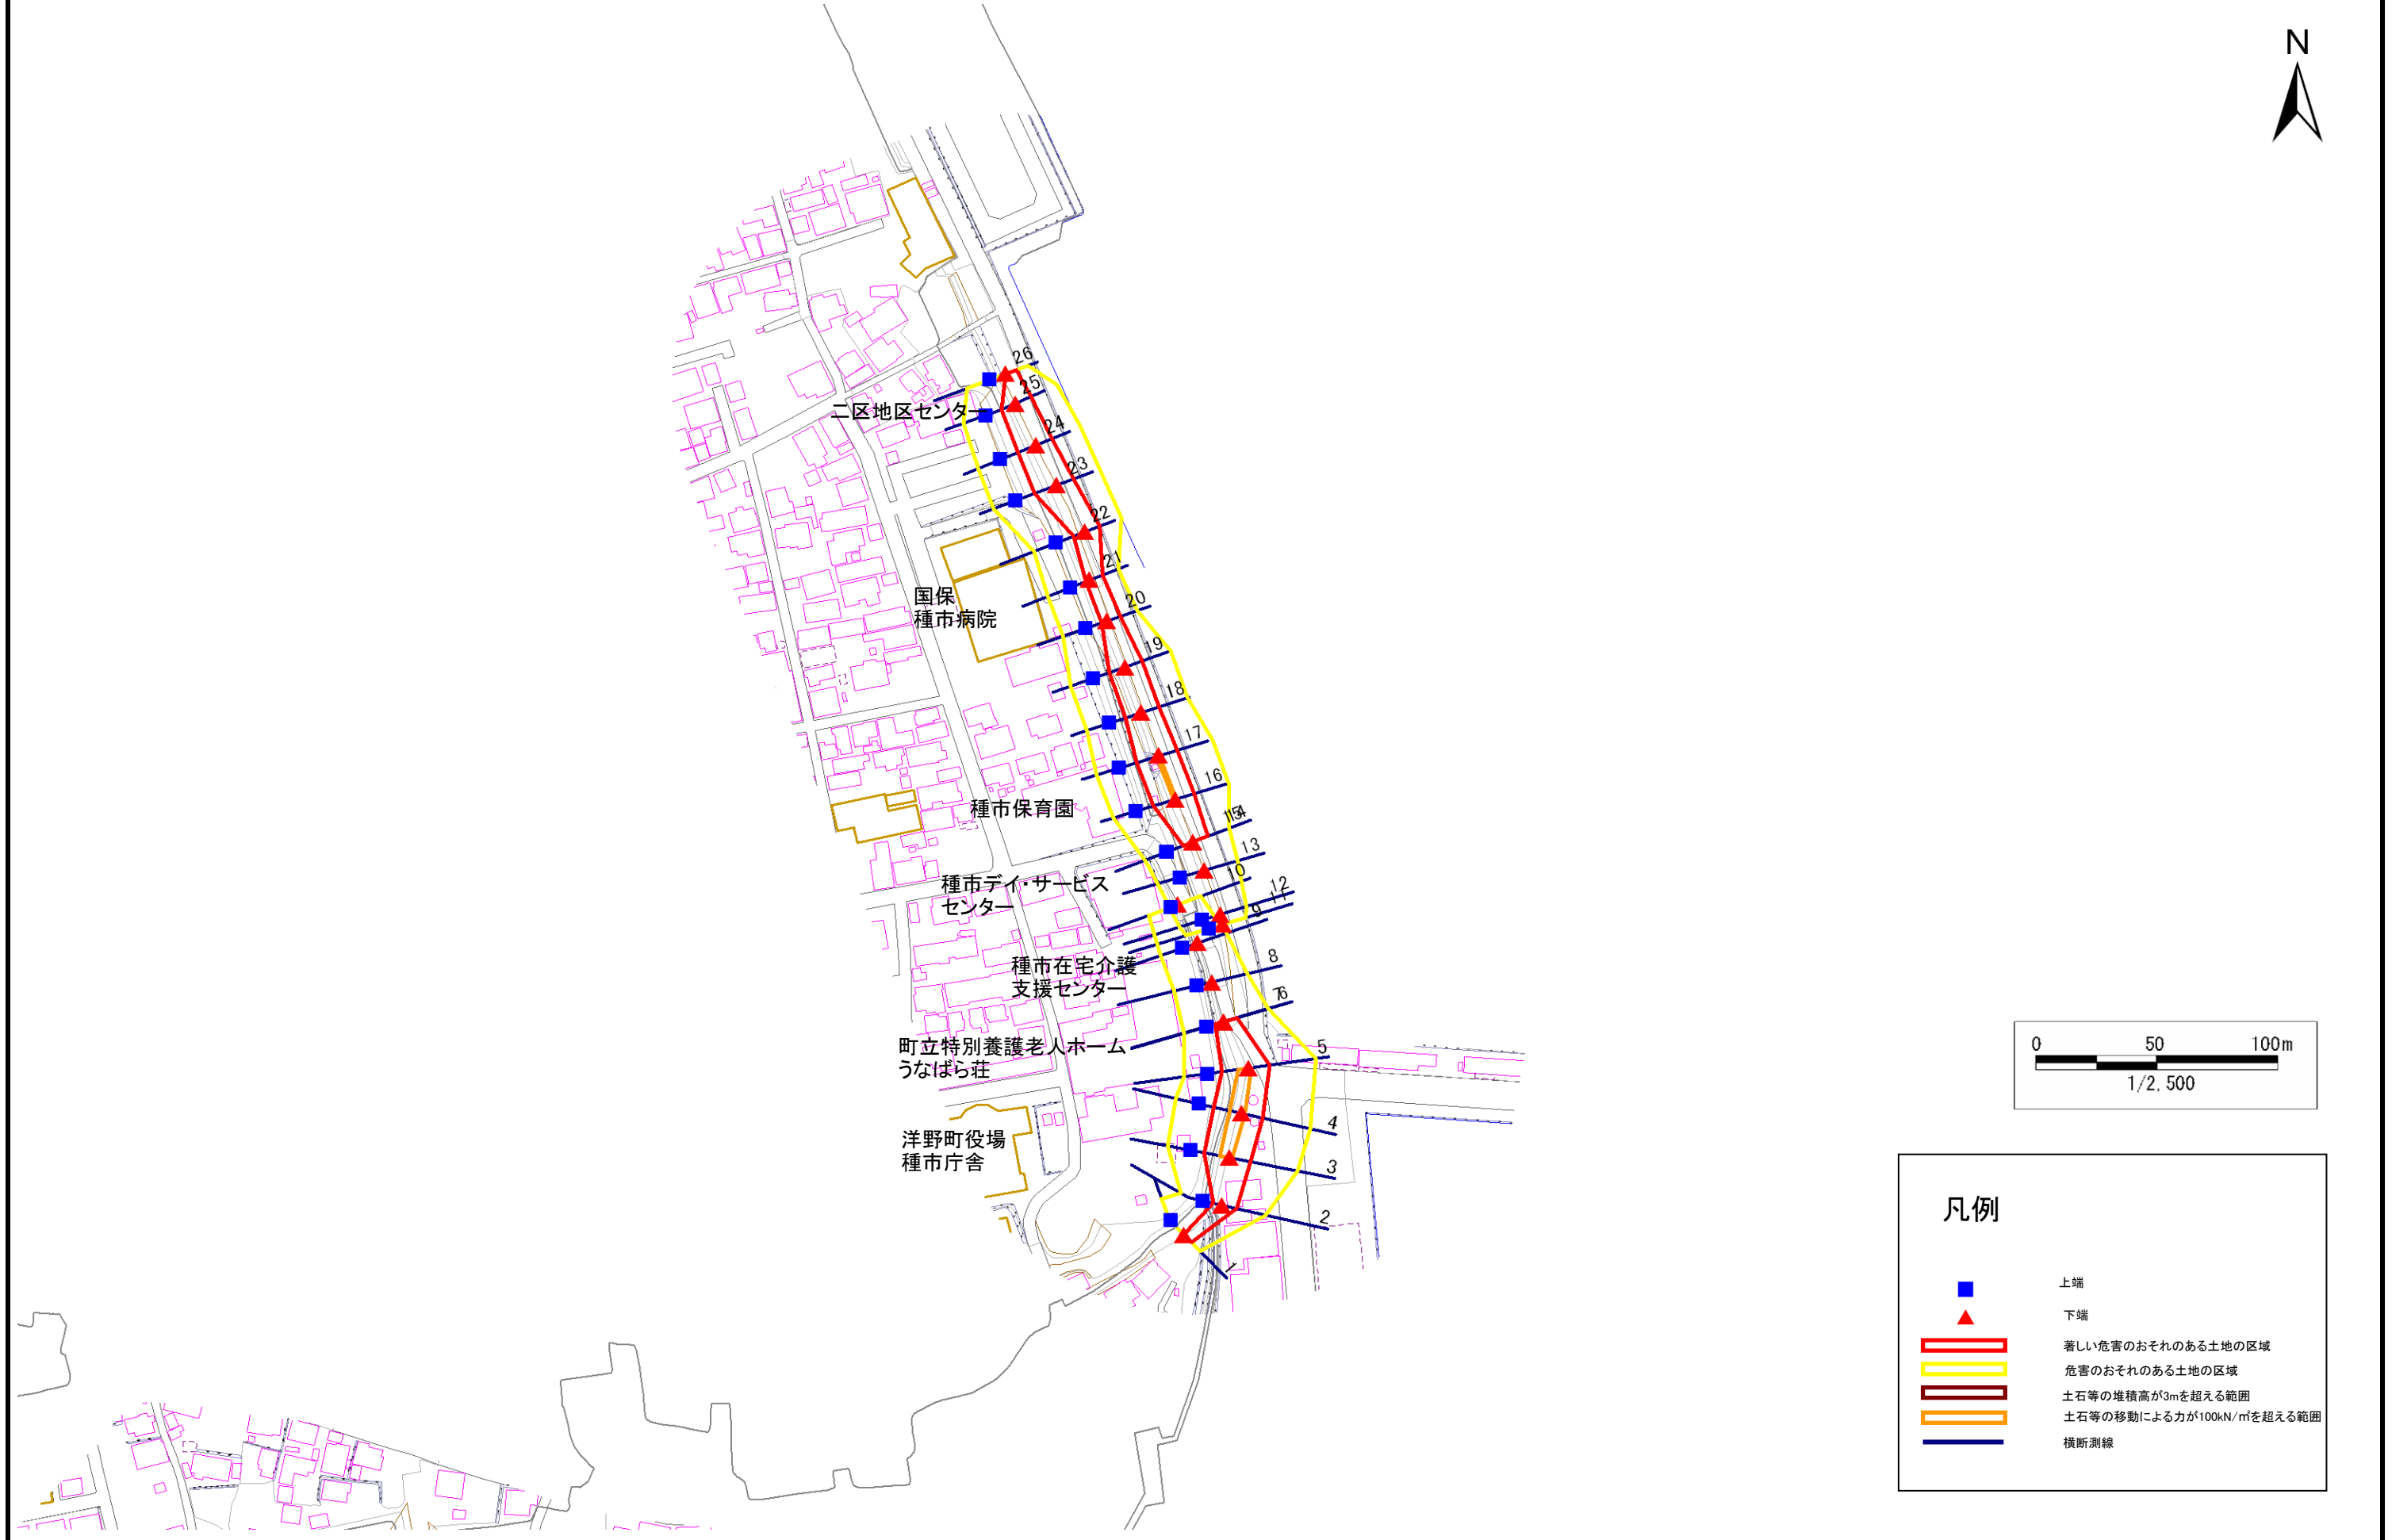 N
26
25
二区地区センター
24
23
22
21
国保
種市病院
20
19
18
17
16
種市保育園
15
14
13
10
種市デイ・サービス
センター
12
11
9
種市在宅介護
支援センター
8
7
6
町立特別養護老人ホーム
うなばら荘
5
4
洋野町役場
種市庁舎
3
2
1
0 50 100m
1/2,500
凡例
上端
下端
著しい危害のおそれのある土地の区域
危害のおそれのある土地の区域
土石等の堆積高が3mを超える範囲
土石等の移動による力が100kN/㎡を超える範囲
横断測線